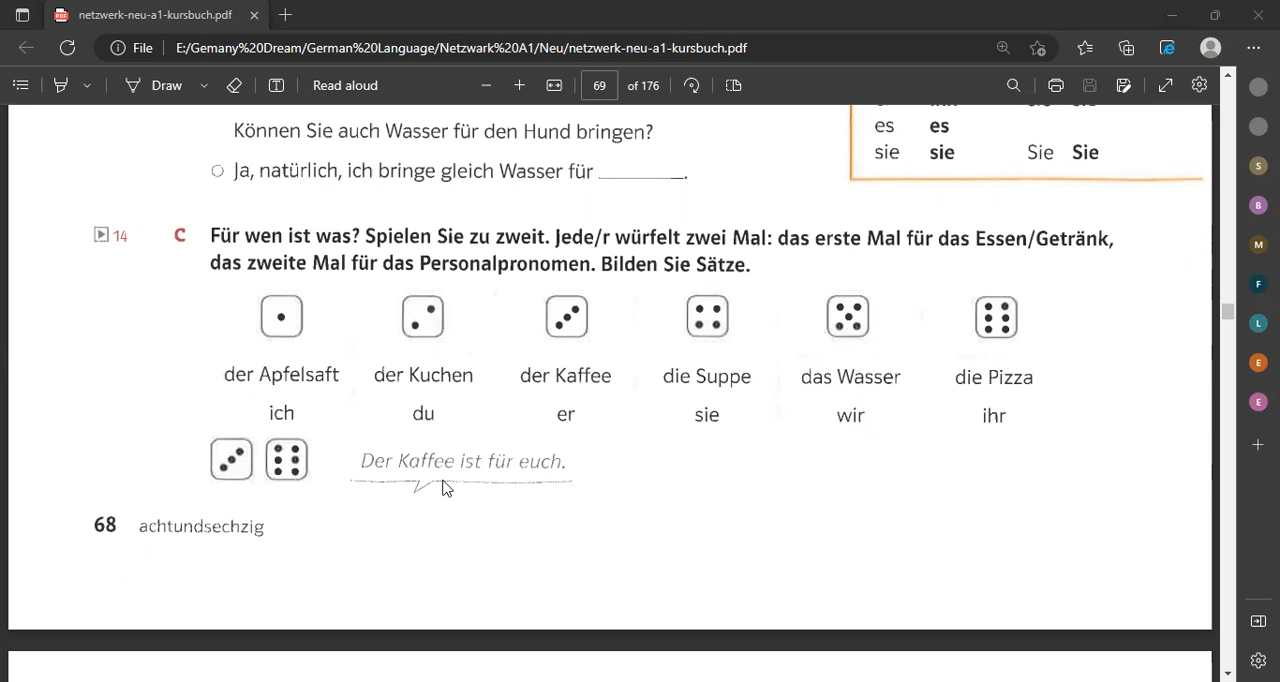 netzwerk-neu-a1-kursbuch.pdf
File E:/Gemany%20Dream/German%20Language/Netzwark%20A1/Neu/netzwerk-neu-a1-kursbuch.pdf
Draw Read aloud 69 of 176
Können Sie auch Wasser für den Hund bringen?
es es
Ja, natürlich, ich bringe gleich Wasser für ________.
sie sie Sie Sie
14 C Für wen ist was? Spielen Sie zu zweit. Jede/r würfelt zwei Mal: das erste Mal für das Essen/Getränk,
das zweite Mal für das Personalpronomen. Bilden Sie Sätze.
der Apfelsaft der Kuchen der Kaffee die Suppe das Wasser die Pizza
ich du er sie wir ihr
Der Kaffee ist für euch.
68 achtundsechzig
S
B
M
F
L
E
E